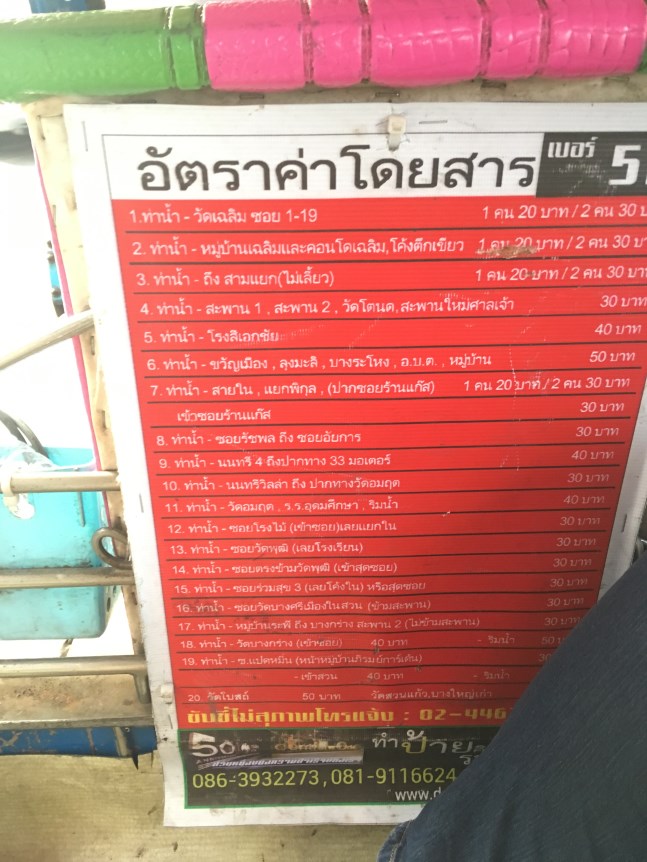 อัตราค่าโดยสาร
เบอร์
1.ท่าน้ำ - วัดเฉลิม ซอย 1-19 1 คน 20 บาท / 2 คน 30
2. ท่าน้ำ - หมู่บ้านเฉลิมและคอนโดเฉลิม,โค้งตึกเขียว 1 คน 20 บาท / 2 คน 30
3. ท่าน้ำ - ถึง สามแยก(ไม่เลี้ยว) 1 คน 20 บาท / 2 คน 30
4. ท่าน้ำ - สะพาน 1 , สะพาน 2 , วัดโตนด,สะพานใหม่ศาลเจ้า 30 บาท
5. ท่าน้ำ - โรงสีเอกชัย 40 บาท
6. ท่าน้ำ - ขวัญเมือง , ลุงมะลิ , บางระโหง , อ.บ.ต. , หมู่บ้าน 50 บาท
7. ท่าน้ำ - สายใน , แยกพิกุล , (ปากซอยร้านแก๊ส) 1 คน 20 บาท / 2 คน 30 บาท
เข้าซอยร้านแก๊ส 30 บาท
8. ท่าน้ำ - ซอยรัชพล ถึง ซอยอัยการ 30 บาท
9. ท่าน้ำ - นนทรี 4 ถึงปากทาง 33 มอเตอร์ 40 บาท
10. ท่าน้ำ - นนทรีวิลล่า ถึง ปากทางวัดอมฤต 30 บาท
11. ท่าน้ำ - วัดอมฤต , ร.ร.อุดมศึกษา , ริมน้ำ 40 บาท
12. ท่าน้ำ - ซอยโรงไม้ (เข้าซอย)เลยแยกใน 30 บาท
13. ท่าน้ำ - ซอยวัดพุฒิ (เลยโรงเรียน) 30 บาท
14. ท่าน้ำ - ซอยตรงข้ามวัดพุฒิ (เข้าสุดซอย) 30 บาท
15. ท่าน้ำ - ซอยร่วมสุข 3 (เลยโค้งใน) หรือสุดซอย 30 บาท
16. ท่าน้ำ - ซอยวัดบางศรีเมืองในสวน (ข้ามสะพาน) 30 บาท
17. ท่าน้ำ - หมู่บ้านระพี ถึง บางกร่าง สะพาน 2 (ไม่ข้ามสะพาน) 30
18. ท่าน้ำ - วัดบางกร่าง (เข้าซอย) 40 บาท - ริมน้ำ 50
19. ท่าน้ำ - ซ.แปดหมื่น (หน้าหมู่บ้านภิรมย์การ์เด้น)
- เข้าสวน 40 บาท - ริมน้ำ
20. วัดโบสถ์ 50 บาท วัดสวนแก้ว,บางใหญ่เก่า
ขับขี่ไม่สุภาพโทรแจ้ง : 02-446
ทำป้าย
086-3932273,081-9116624
www.d